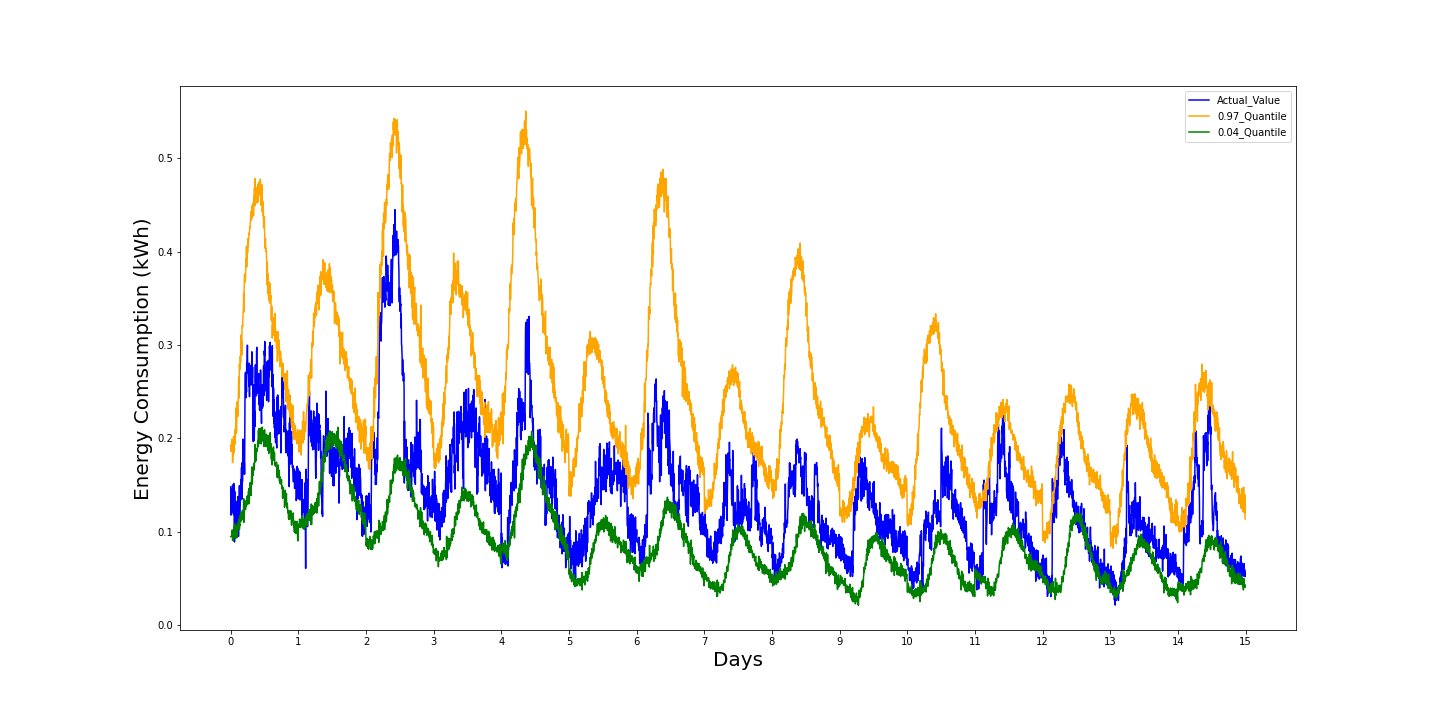 Actual_Value
0.97_Quantile
0.04_Quantile
Energy Comsumption (kWh)
0.5
0.4
0.3
0.2
0.1
0.0
0 1 2 3 4 5 6 7 8 9 10 11 12 13 14 15
Days